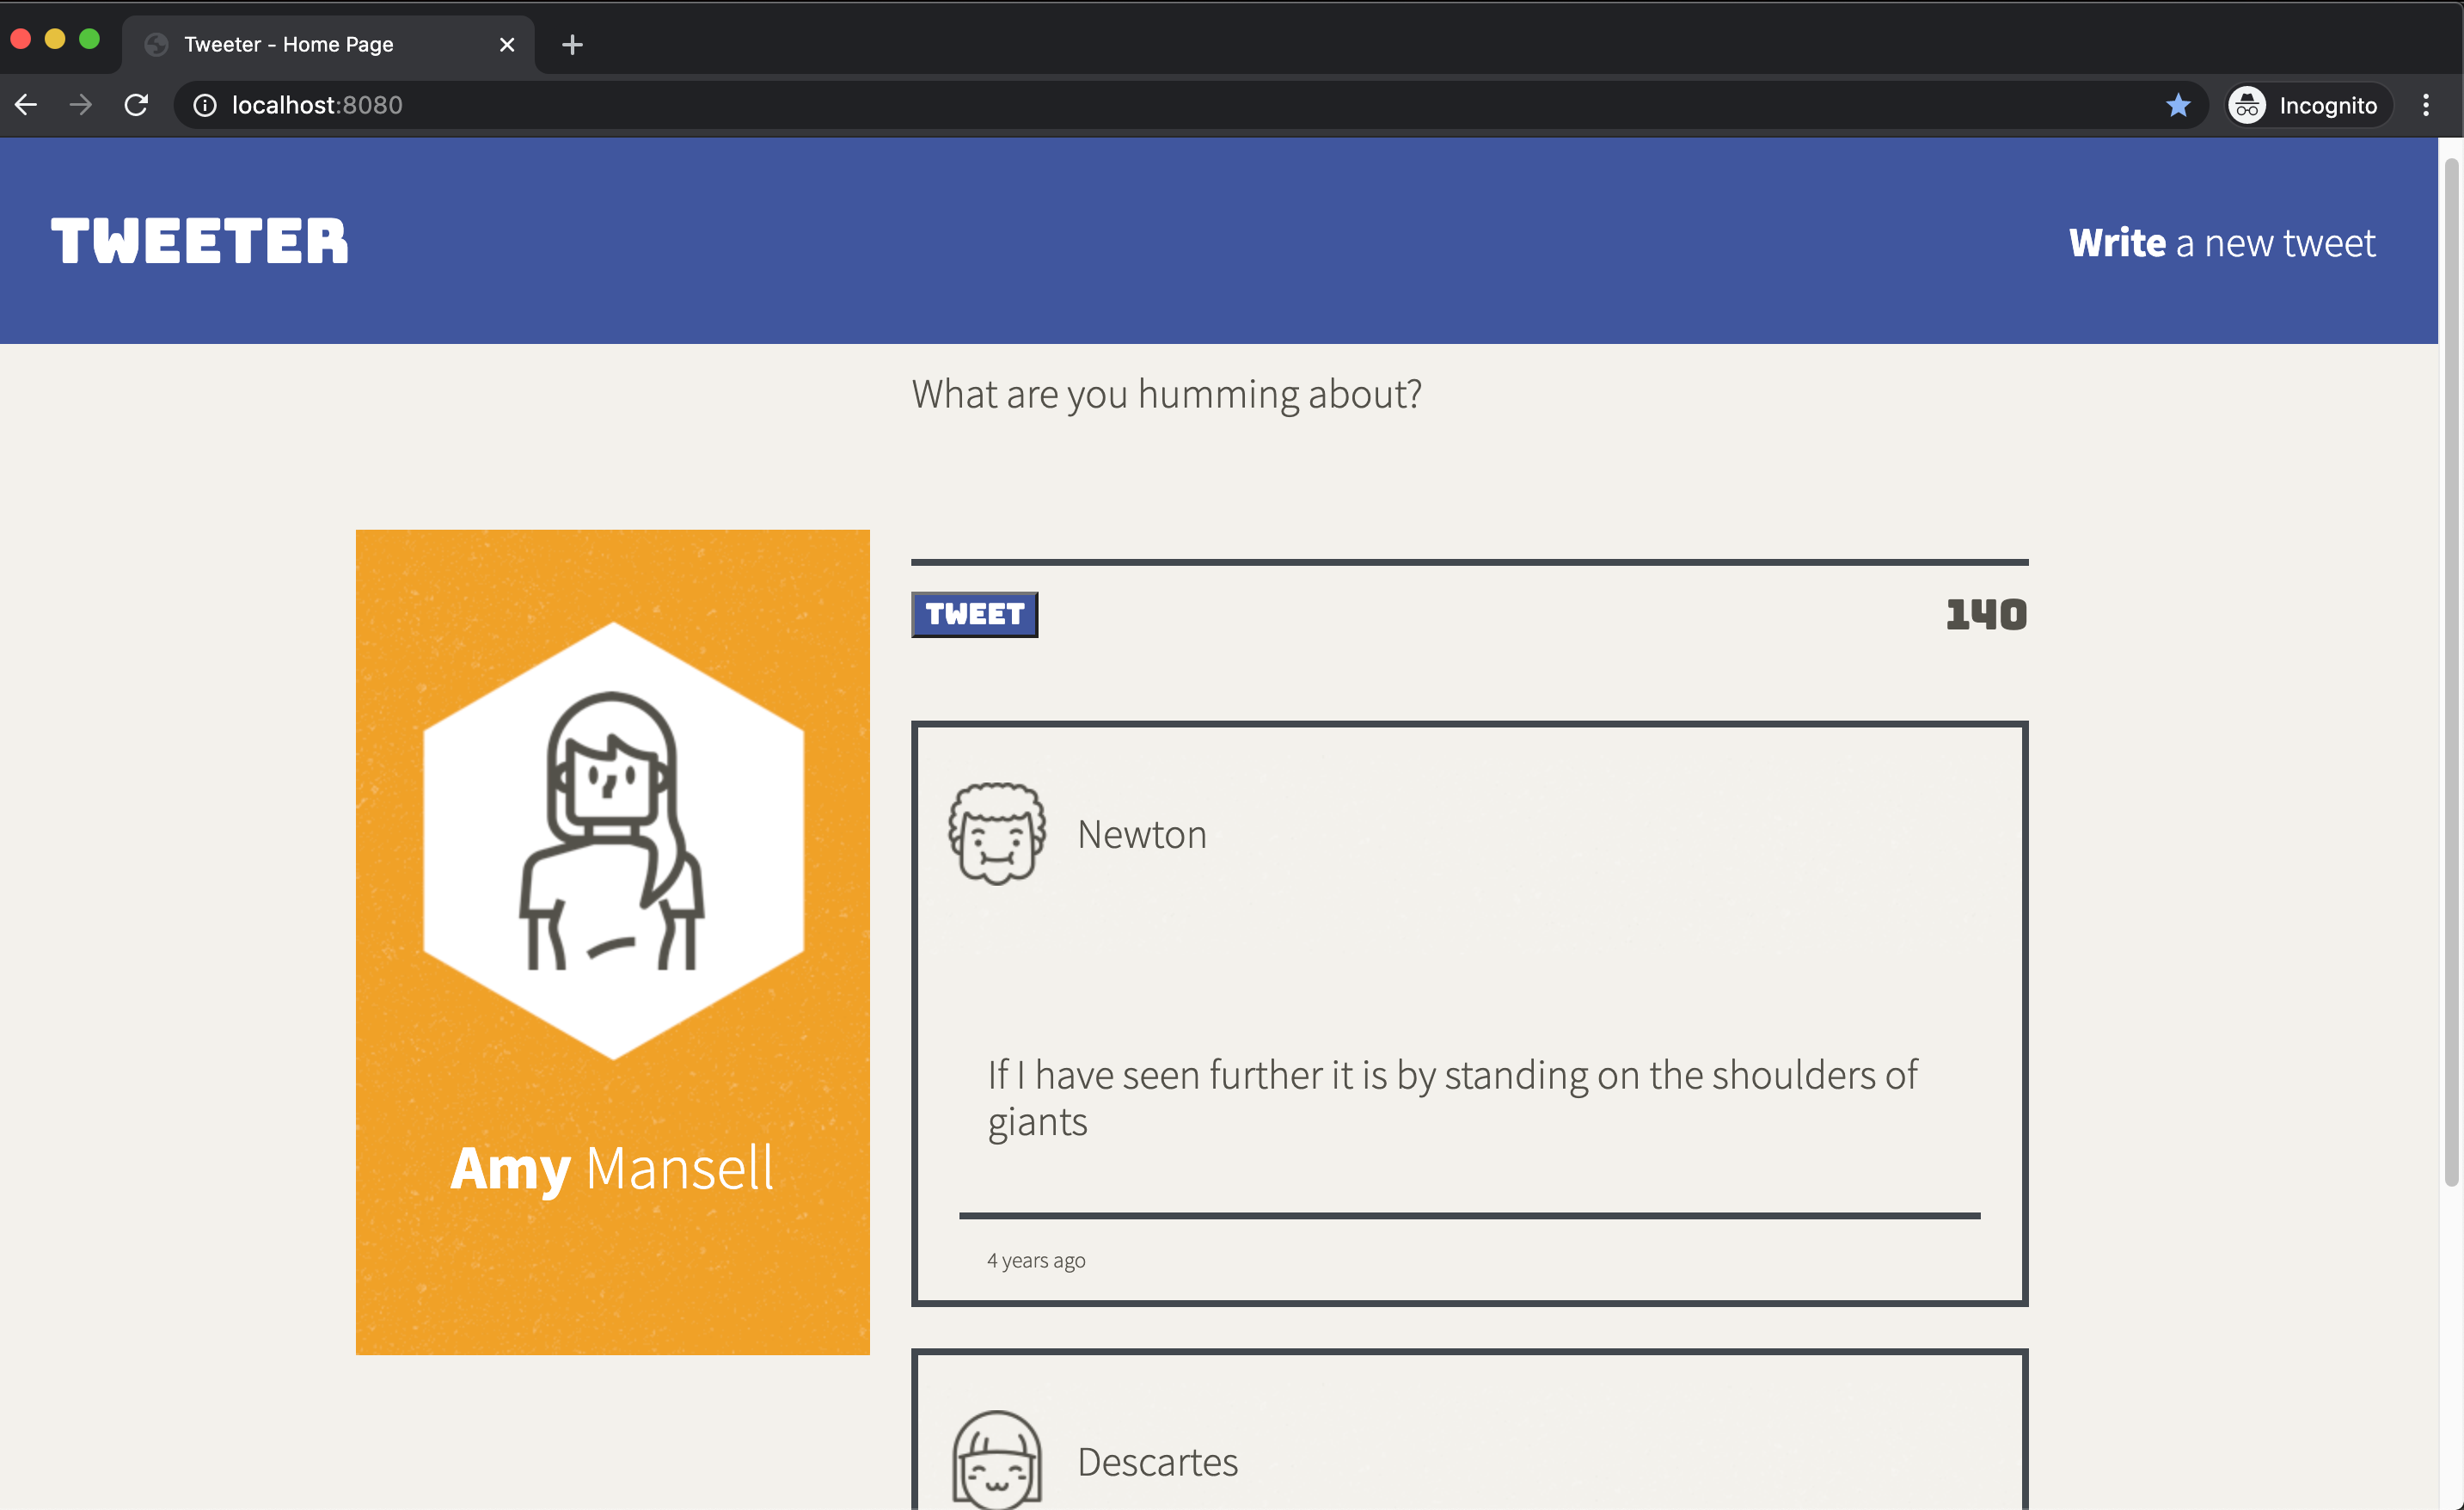 Tweeter - Home Page
localhost:8080
Incognito
TWEETER
Write a new tweet
What are you humming about?
TWEET
140
Amy Mansell
Newton
If I have seen further it is by standing on the shoulders of
giants
4 years ago
Descartes